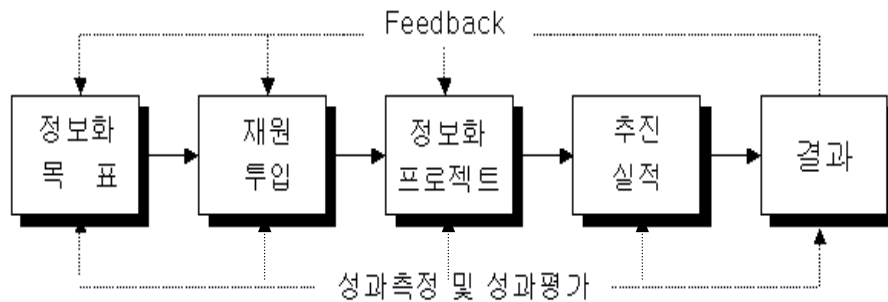 Feedback
정보화
목 표
재원
투입
정보화
프로젝트
추진
실적
결과
성과측정 및 성과평가